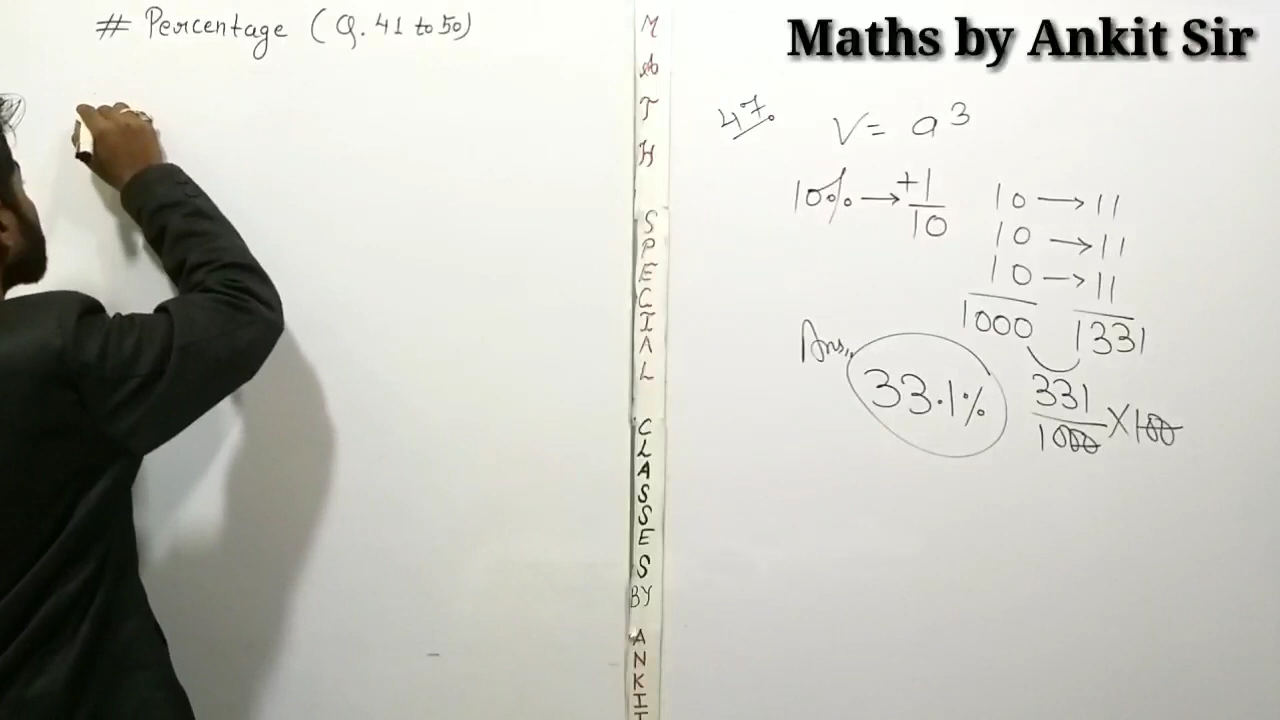 # Percentage (Q. 41 to 50)
MATH SPECIAL CLASSES BY ANKIT
Maths by Ankit Sir
47.
V = a³
10% → +1/10
10 → 11
10 → 11
10 → 11
1000 1331
331/1000 × 100
Ans,, 33.1%